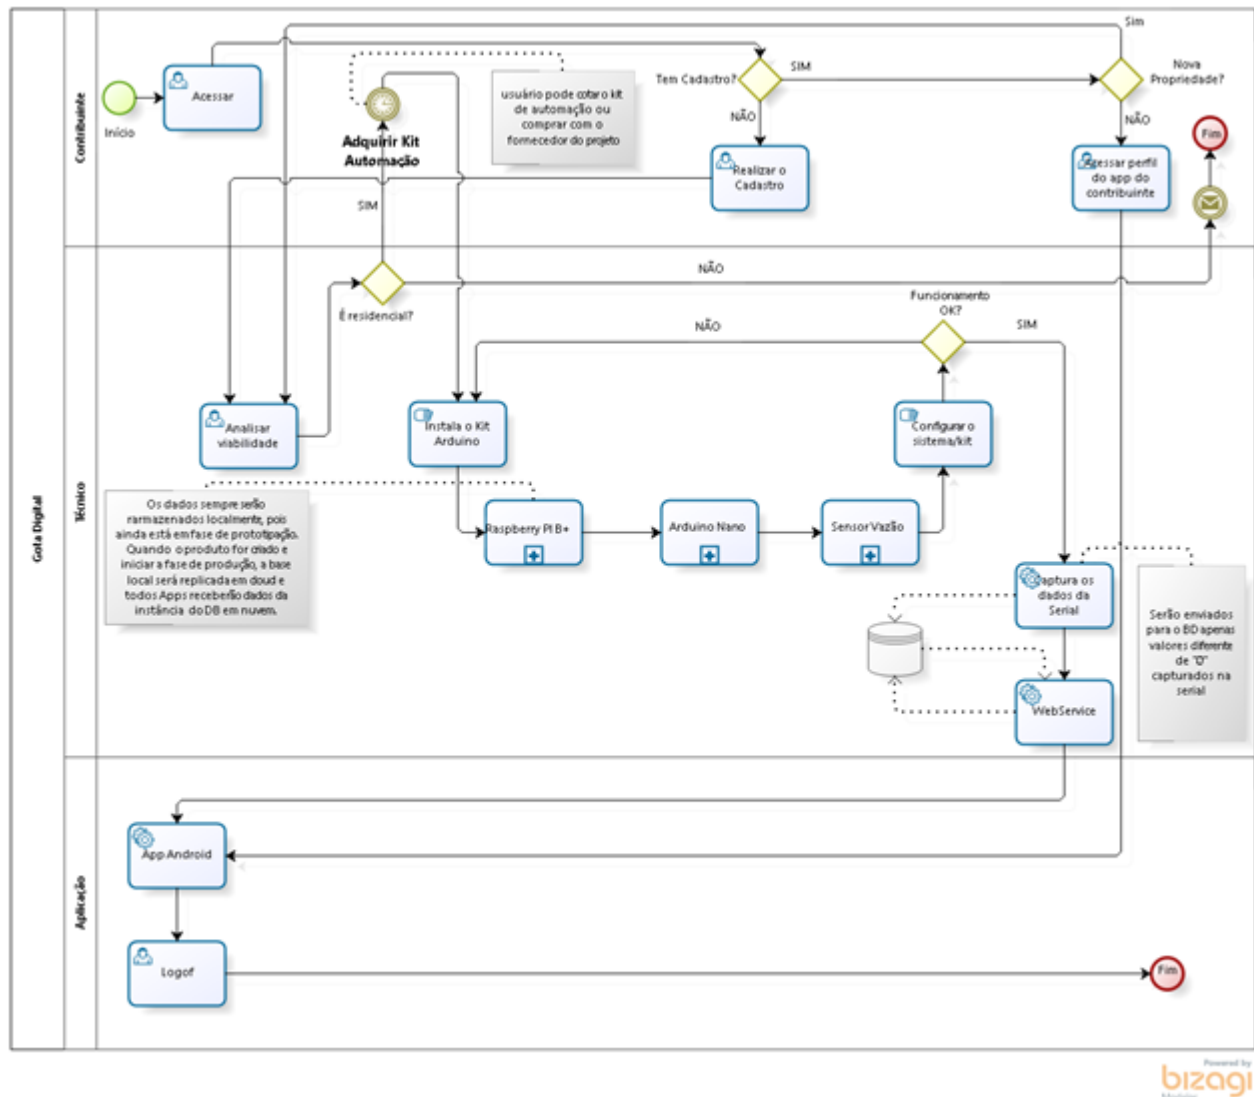 Gota Digital
Contribuinte
Início
Acessar
Adquirir Kit
Automação
usuário pode cotar o kit
de automação ou
comprar com o
fornecedor do projeto
Tem Cadastro?
SIM
NÃO
Realizar o
Cadastro
Sim
Nova
Propriedade?
NÃO
Acessar perfil
do app do
contribuinte
Fim
SIM
Técnico
É residencial?
NÃO
Funcionamento
OK?
NÃO
SIM
Analisar
viabilidade
Instala o Kit
Arduino
Configurar o
sistema/kit
Os dados sempre serão
rarmazenados localmente, pois
ainda está em fase de prototipação.
Quando o produto for criado e
iniciar a fase de produção, a base
local será replicada em cloud e
todos Apps receberão dados da
instância do DB em nuvem.
Raspberry PI B+
Arduino Nano
Sensor Vazão
Captura os
dados da
Serial
Serão enviados
para o BD apenas
valores diferente
de "0"
capturados na
serial
WebService
Aplicação
App Android
Logof
Fim
Powered by
bizagi
Modeler